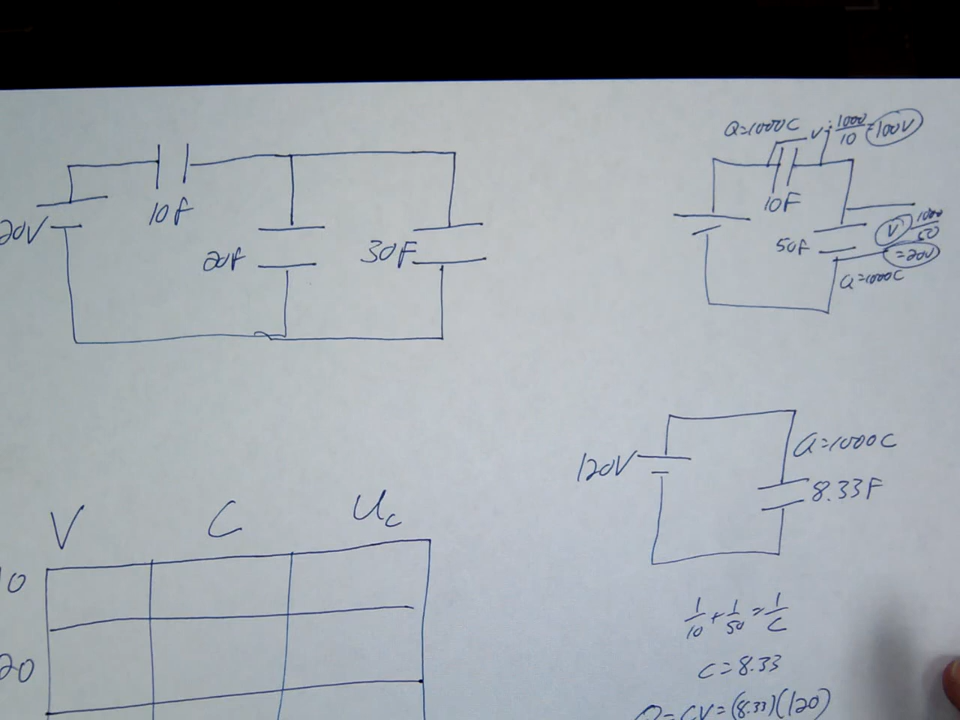 20V
10F
20F
30F
Q=1000C
V=1000/10=100V
10F
50F
V 1000/50
=20V
Q=1000C
120V
Q=1000C
8.33F
V C Uc
10
20
1/10+1/50=1/C
C=8.33
Q=CV=(8.33)(120)